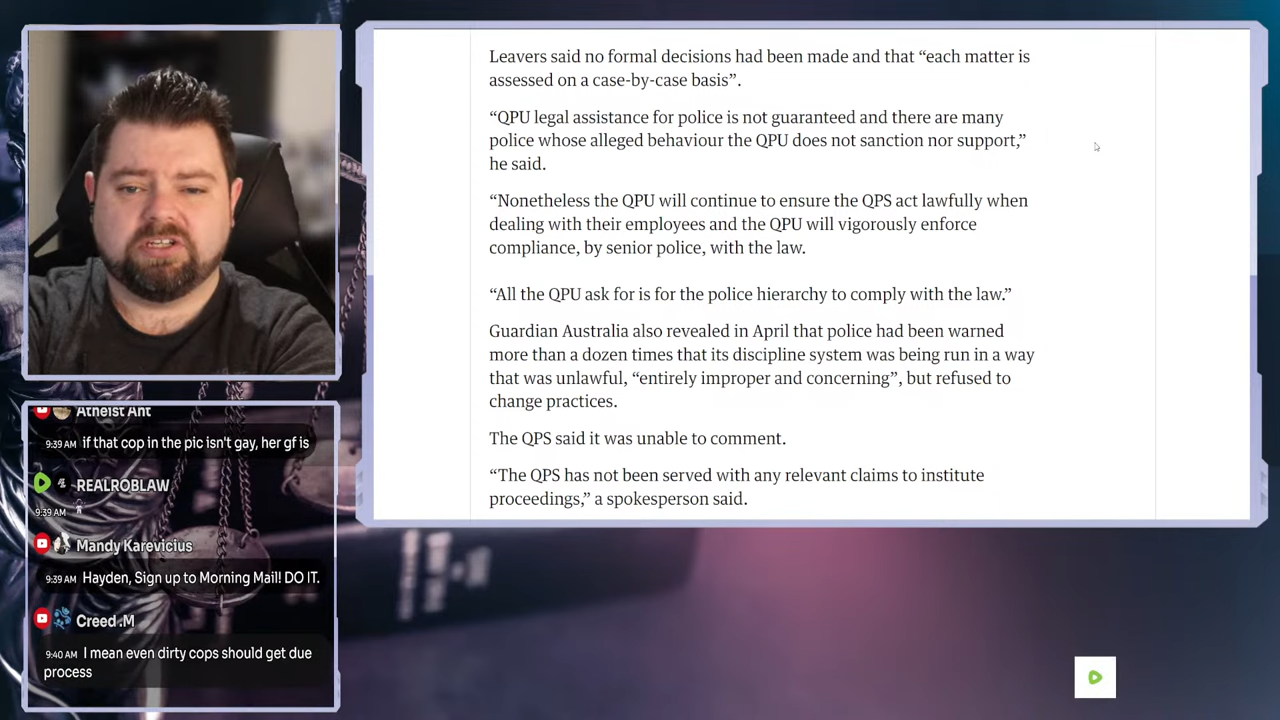 Leavers said no formal decisions had been made and that “each matter is
assessed on a case-by-case basis”.
“QPU legal assistance for police is not guaranteed and there are many
police whose alleged behaviour the QPU does not sanction nor support,”
he said.
“Nonetheless the QPU will continue to ensure the QPS act lawfully when
dealing with their employees and the QPU will vigorously enforce
compliance, by senior police, with the law.
“All the QPU ask for is for the police hierarchy to comply with the law.”
Guardian Australia also revealed in April that police had been warned
more than a dozen times that its discipline system was being run in a way
that was unlawful, “entirely improper and concerning”, but refused to
change practices.
The QPS said it was unable to comment.
“The QPS has not been served with any relevant claims to institute
proceedings,” a spokesperson said.
Atheist Ant
9:39 AM if that cop in the pic isn't gay, her gf is
REALROBLAW
9:39 AM
Mandy Karevicius
9:39 AM Hayden, Sign up to Morning Mail! DO IT.
Creed .M
9:40 AM I mean even dirty cops should get due
process